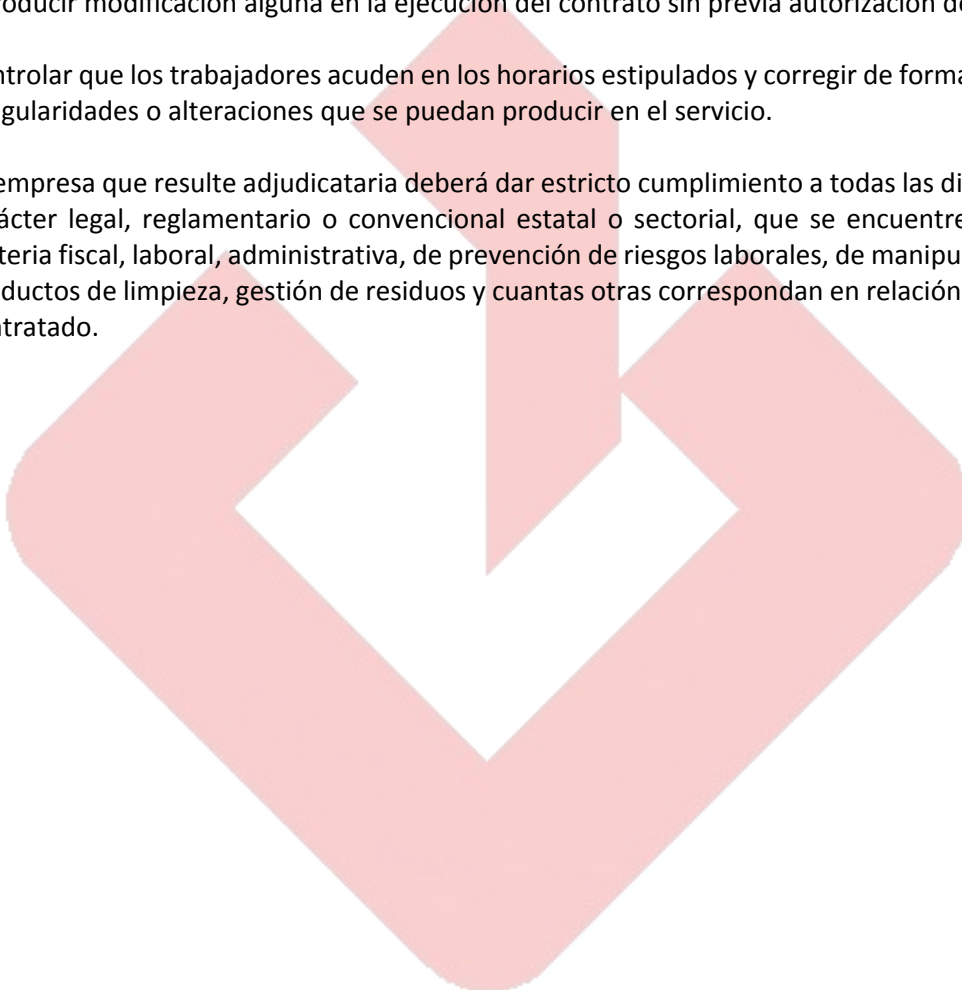 roducir modificación alguna en la ejecución del contrato sin previa autorización de
ntrolar que los trabajadores acuden en los horarios estipulados y corregir de forma
gularidades o alteraciones que se puedan producir en el servicio.
empresa que resulte adjudicataria deberá dar estricto cumplimiento a todas las di
ácter legal, reglamentario o convencional estatal o sectorial, que se encuentre
teria fiscal, laboral, administrativa, de prevención de riesgos laborales, de manipu
ductos de limpieza, gestión de residuos y cuantas otras correspondan en relación
tratado.